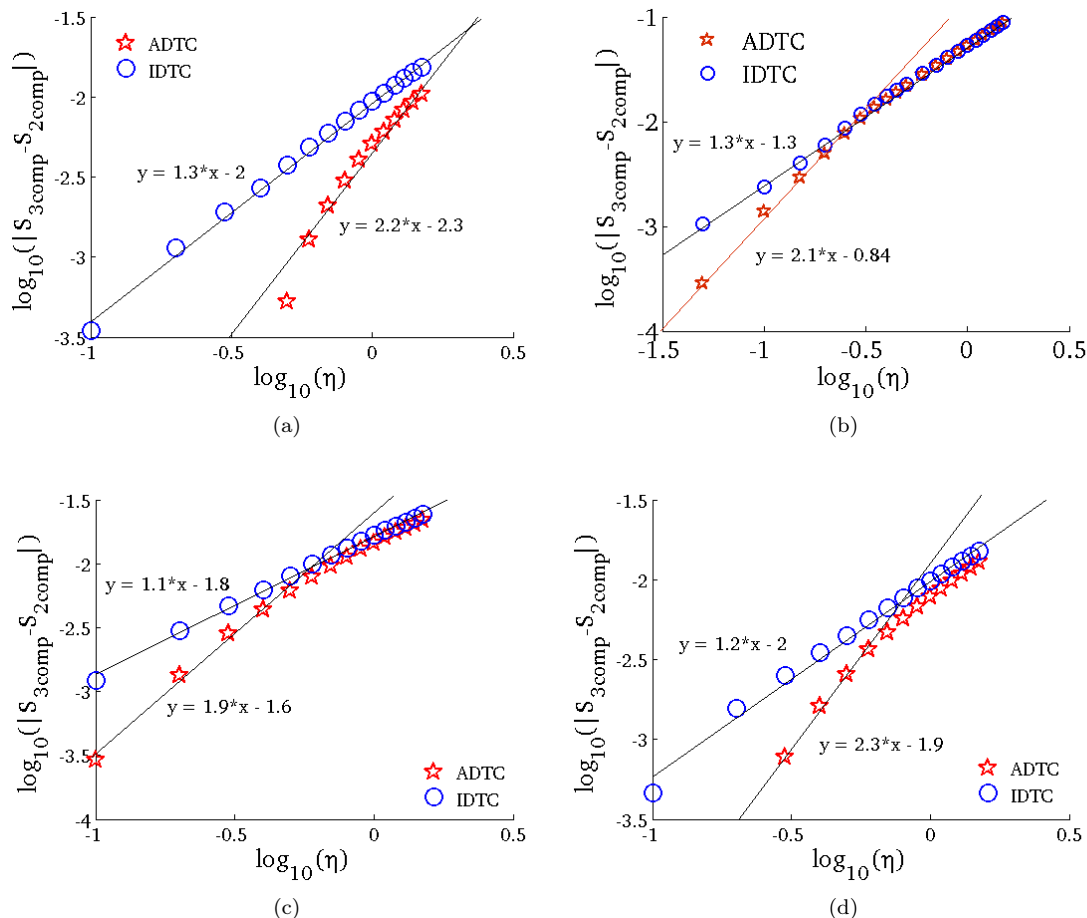 -1.5
ADTC
IDTC
-2
-2.5
-3
-3.5
y = 1.3*x - 2
y = 2.2*x - 2.3
-1
-0.5
0
0.5
log10(|S3comp-S2comp|)
log10(η)
(a)
-1
ADTC
IDTC
-2
-3
-4
y = 1.3*x - 1.3
y = 2.1*x - 0.84
-1.5
-1
-0.5
0
0.5
log10(|S3comp-S2comp|)
log10(η)
(b)
-1.5
-2
-2.5
-3
-3.5
-4
y = 1.1*x - 1.8
y = 1.9*x - 1.6
ADTC
IDTC
-1
-0.5
0
0.5
log10(|S3comp-S2comp|)
log10(η)
(c)
-1.5
-2
-2.5
-3
-3.5
y = 1.2*x - 2
y = 2.3*x - 1.9
ADTC
IDTC
-1
-0.5
0
0.5
log10(|S3comp-S2comp|)
log10(η)
(d)